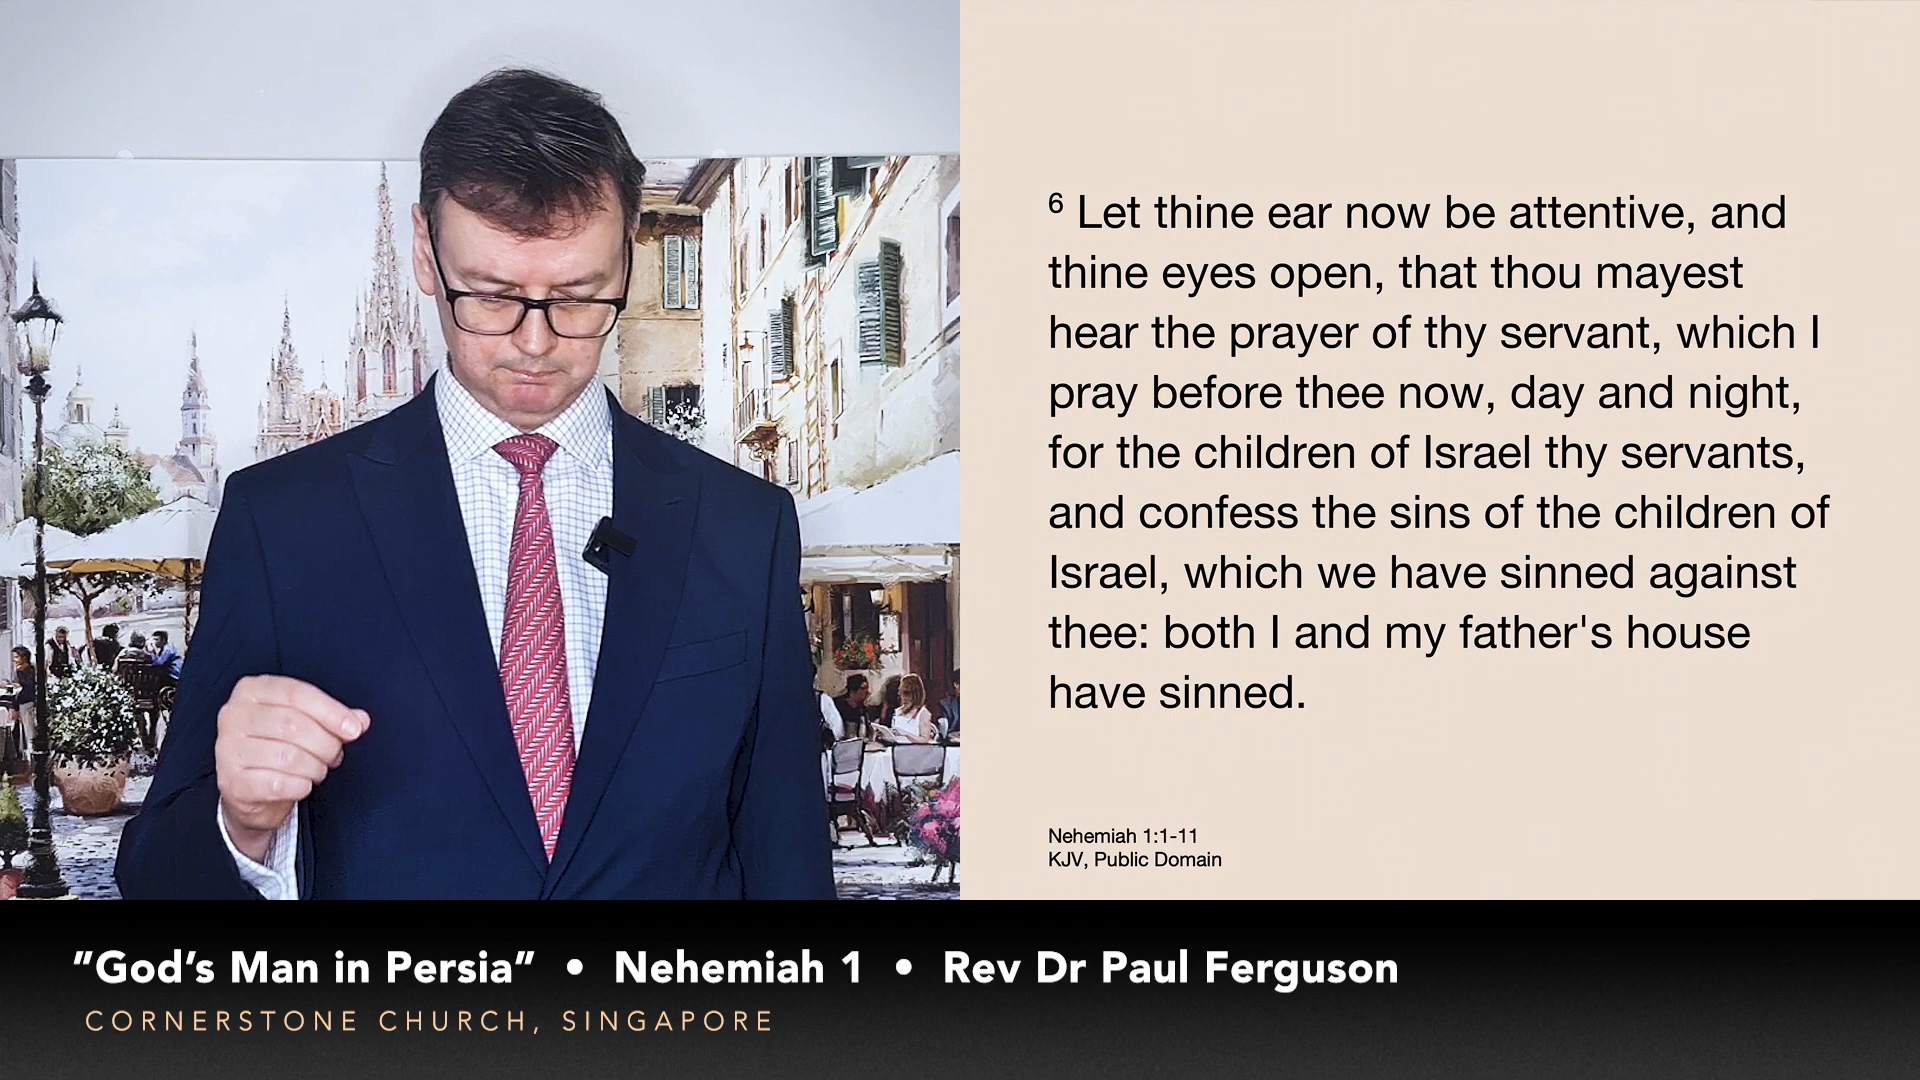 6 Let thine ear now be attentive, and
thine eyes open, that thou mayest
hear the prayer of thy servant, which I
pray before thee now, day and night,
for the children of Israel thy servants,
and confess the sins of the children of
Israel, which we have sinned against
thee: both I and my father's house
have sinned.
Nehemiah 1:1-11
KJV, Public Domain
"God's Man in Persia" • Nehemiah 1 • Rev Dr Paul Ferguson
CORNERSTONE CHURCH, SINGAPORE